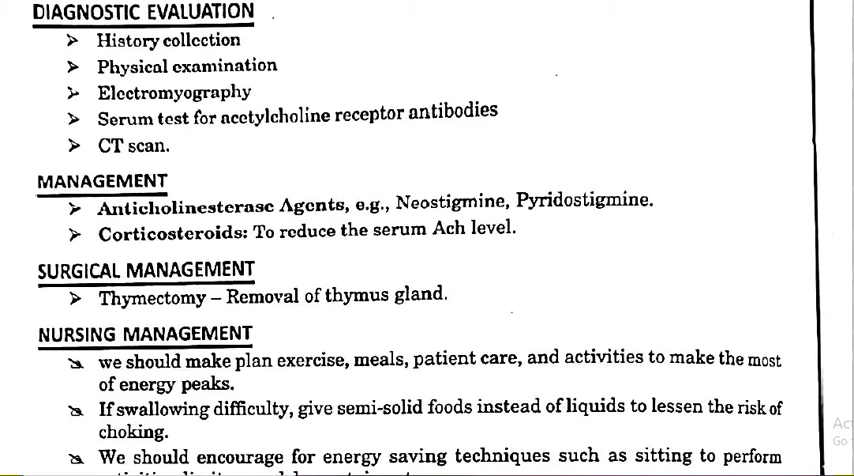 DIAGNOSTIC EVALUATION
➢ History collection
➢ Physical examination
➢ Electromyography
➢ Serum test for acetylcholine receptor antibodies
➢ CT scan.
MANAGEMENT
➢ Anticholinesterase Agents, e.g., Neostigmine, Pyridostigmine.
➢ Corticosteroids: To reduce the serum Ach level.
SURGICAL MANAGEMENT
➢ Thymectomy – Removal of thymus gland.
NURSING MANAGEMENT
we should make plan exercise, meals, patient care, and activities to make the most
of energy peaks.
If swallowing difficulty, give semi-solid foods instead of liquids to lessen the risk of
choking.
We should encourage for energy saving techniques such as sitting to perform